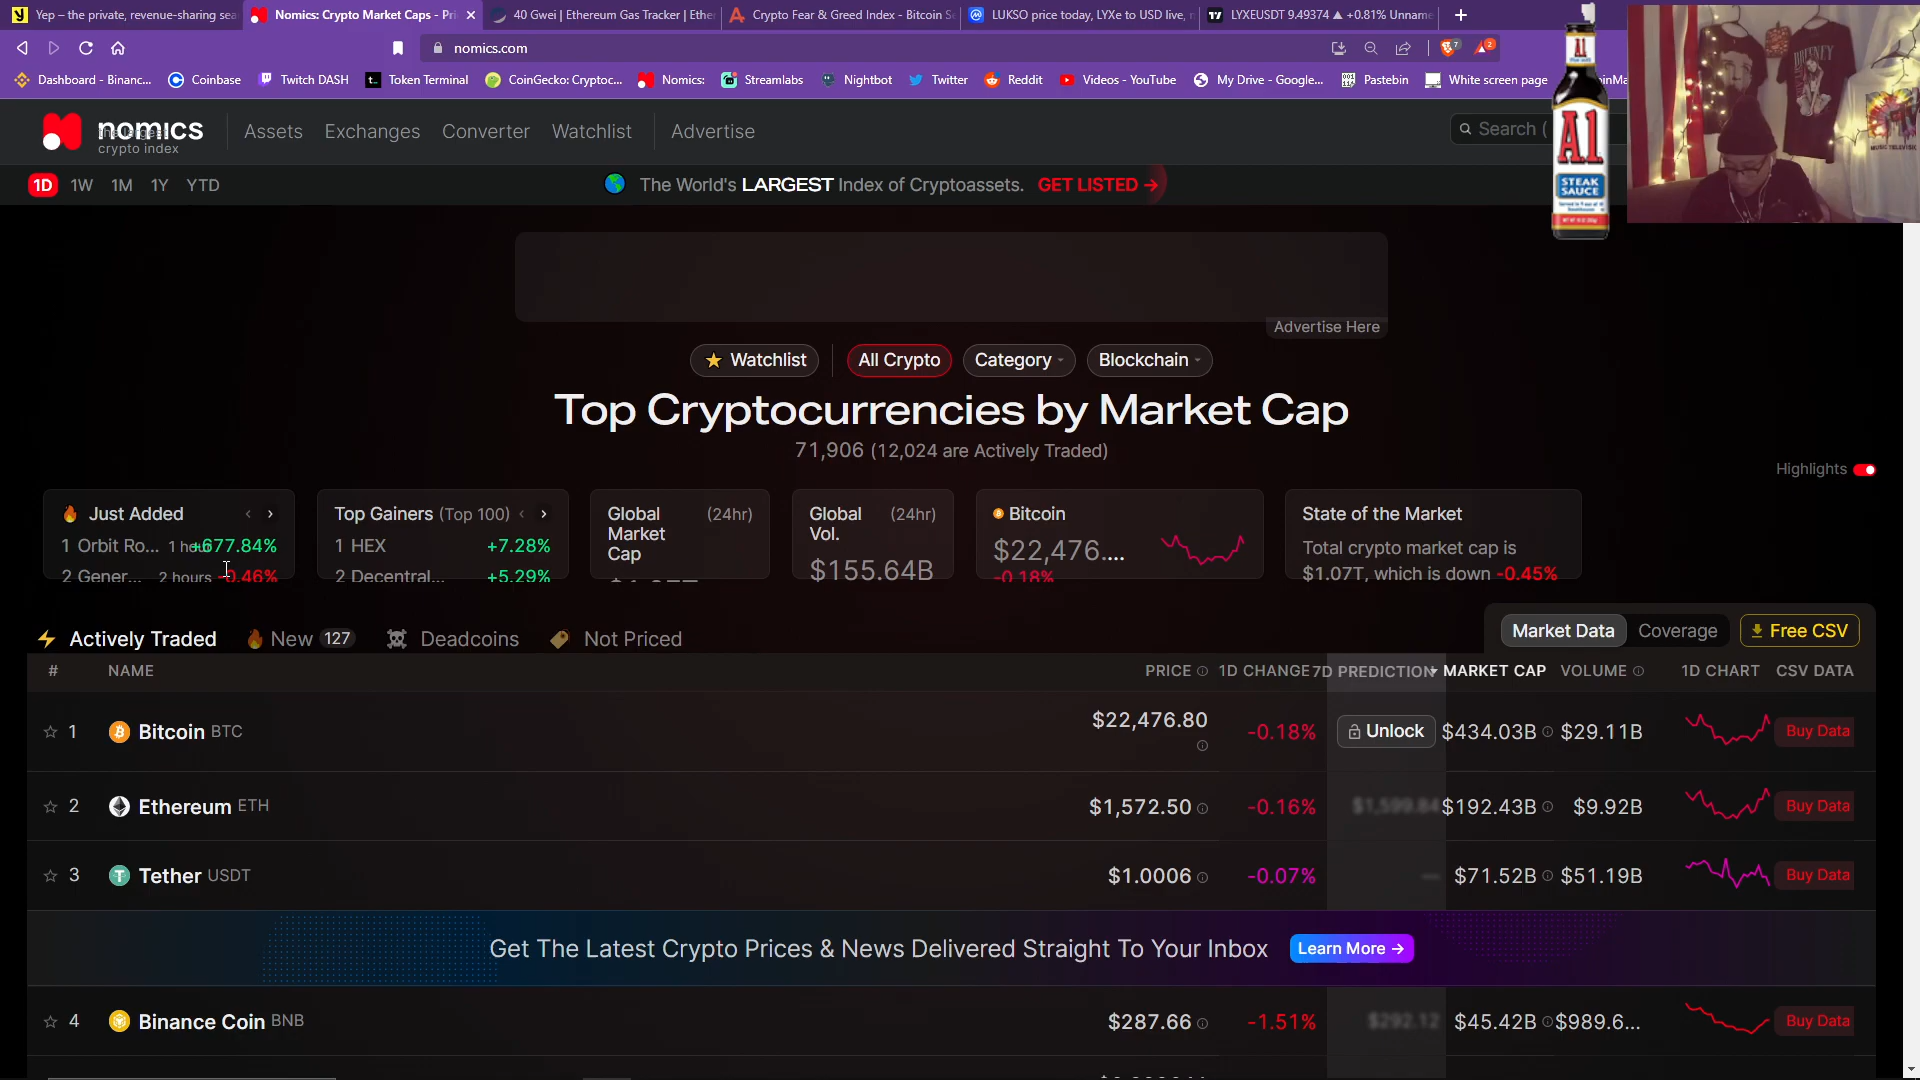 Yep – the private, revenue-sharing sea
Nomics: Crypto Market Caps - Pri
40 Gwei | Ethereum Gas Tracker | Ether
Crypto Fear & Greed Index - Bitcoin S
LUKSO price today, LYXe to USD live,
LYXEUSDT 9.49374 ▲ +0.81% Unname
nomics.com
7
2
Dashboard - Binanc...
Coinbase
Twitch DASH
Token Terminal
CoinGecko: Cryptoc...
Nomics:
Streamlabs
Nightbot
Twitter
Reddit
Videos - YouTube
My Drive - Google...
Pastebin
White screen page
nomics
crypto index
Assets
Exchanges
Converter
Watchlist
Advertise
Search (
A1
STEAK
SAUCE
1D
1W
1M
1Y
YTD
The World's LARGEST Index of Cryptoassets.
GET LISTED →
Advertise Here
Watchlist
All Crypto
Category
Blockchain
Top Cryptocurrencies by Market Cap
71,906 (12,024 are Actively Traded)
Highlights
Just Added
1 Orbit Ro...
+677.84%
2 Gener... 2 hours -0.46%
Top Gainers (Top 100)
1 HEX +7.28%
2 Decentral... +5.29%
Global Market Cap (24hr)
Global Vol. (24hr)
$155.64B
Bitcoin
$22,476....
-0.18%
State of the Market
Total crypto market cap is
$1.07T, which is down -0.45%
Actively Traded
New 127
Deadcoins
Not Priced
Market Data
Coverage
Free CSV
# NAME PRICE 1D CHANGE 7D PREDICTION MARKET CAP VOLUME 1D CHART CSV DATA
1 Bitcoin BTC $22,476.80 -0.18% Unlock $434.03B $29.11B Buy Data
2 Ethereum ETH $1,572.50 -0.16% $1,599.84 $192.43B $9.92B Buy Data
3 Tether USDT $1.0006 -0.07% — $71.52B $51.19B Buy Data
Get The Latest Crypto Prices & News Delivered Straight To Your Inbox
Learn More →
4 Binance Coin BNB $287.66 -1.51% $292.12 $45.42B $989.6... Buy Data